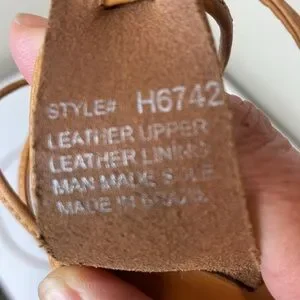 STYLE# H6742
LEATHER UPPER
LEATHER LINING
MAN MADE SOLE
MADE IN BRAZIL